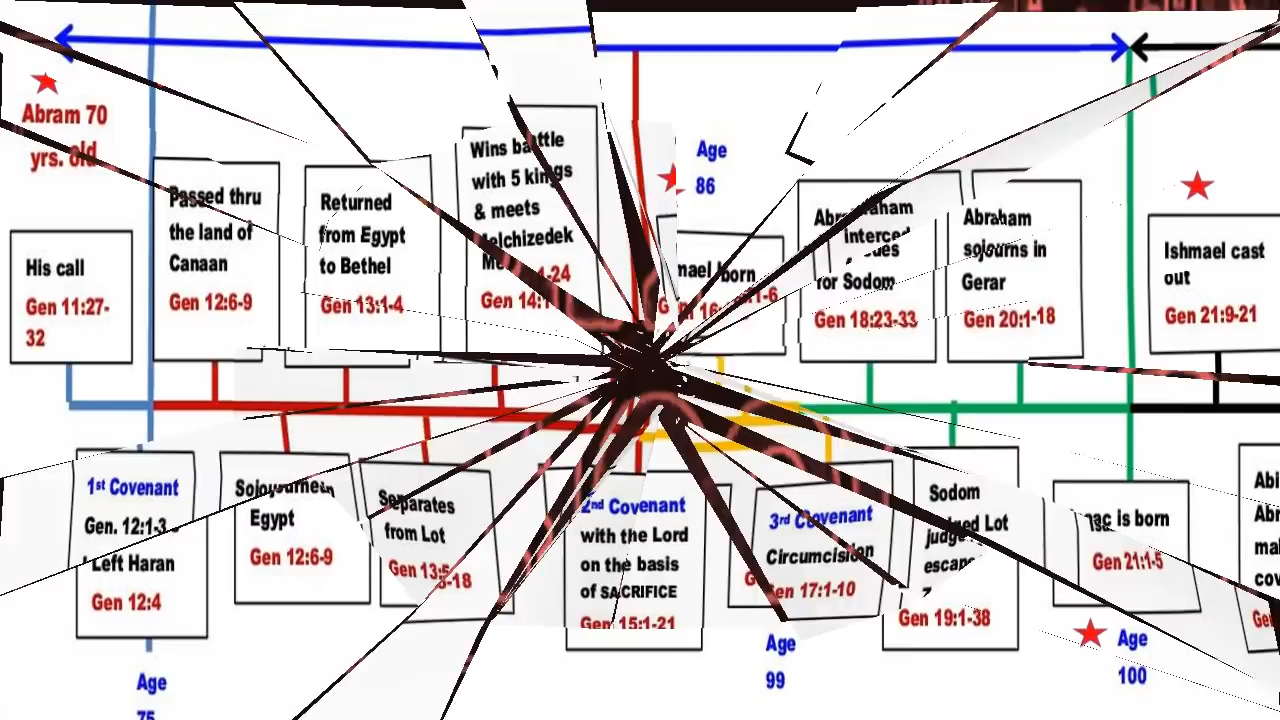 Abram 70
yrs. old
Age
86
His call
Gen 11:27-
32
Passed thru
the land of
Canaan
Gen 12:6-9
Returned
from Egypt
to Bethel
Gen 13:1-4
Wins battle
with 5 kings
& meets
Melchizedek
Gen 14:1 -24
born
for Sodom
Gen 18:23-33
Abraham
sojourns in
Gerar
Gen 20:1-18
Ishmael cast
out
Gen 21:9-21
1st Covenant
Gen. 12:1-3
Left Haran
Gen 12:4
Age
75
Egypt
Gen 12:6-9
Separates
from Lot
Gen 13:5-18
2nd Covenant
with the Lord
on the basis
of SACRIFICE
Gen 15:1-21
3rd Covenant
Circumcision
Gen 17:1-10
Age
99
Sodom
Lot
Gen 19:1-38
is born
Gen 21:1-5
Age
100